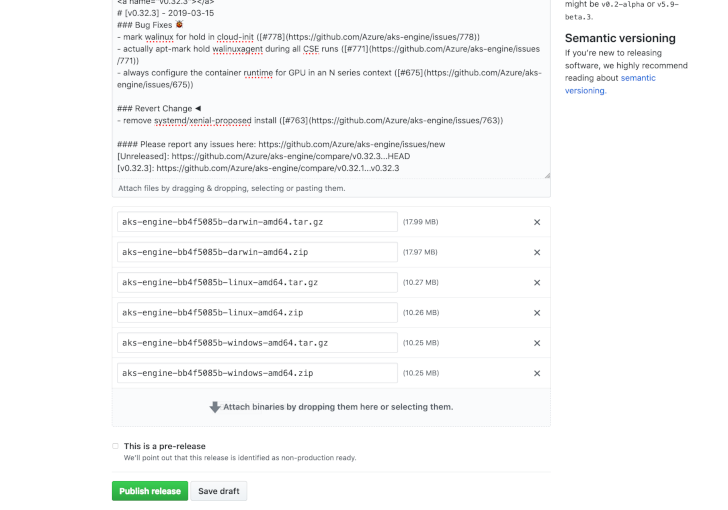 <a name="v0.32.3"></a>
# [v0.32.3] - 2019-03-15
### Bug Fixes 🐞
- mark walinux for hold in cloud-init ([#778](https://github.com/Azure/aks-engine/issues/778))
- actually apt-mark hold walinuxagent during all CSE runs ([#771](https://github.com/Azure/aks-engine/issues
/771))
- always configure the container runtime for GPU in an N series context ([#675](https://github.com/Azure/aks-
engine/issues/675))
### Revert Change ◀
- remove systemd/xenial-proposed install ([#763](https://github.com/Azure/aks-engine/issues/763))
#### Please report any issues here: https://github.com/Azure/aks-engine/issues/new
[Unreleased]: https://github.com/Azure/aks-engine/compare/v0.32.3...HEAD
[v0.32.3]: https://github.com/Azure/aks-engine/compare/v0.32.1...v0.32.3
Attach files by dragging & dropping, selecting or pasting them.
aks-engine-bb4f5085b-darwin-amd64.tar.gz (17.99 MB) ×
aks-engine-bb4f5085b-darwin-amd64.zip (17.97 MB) ×
aks-engine-bb4f5085b-linux-amd64.tar.gz (10.27 MB) ×
aks-engine-bb4f5085b-linux-amd64.zip (10.26 MB) ×
aks-engine-bb4f5085b-windows-amd64.tar.gz (10.25 MB) ×
aks-engine-bb4f5085b-windows-amd64.zip (10.25 MB) ×
Attach binaries by dropping them here or selecting them.
This is a pre-release
We'll point out that this release is identified as non-production ready.
Publish release
Save draft
might be v0.2-alpha or v5.9-
beta.3.
Semantic versioning
If you're new to releasing
software, we highly recommend
reading about semantic
versioning.